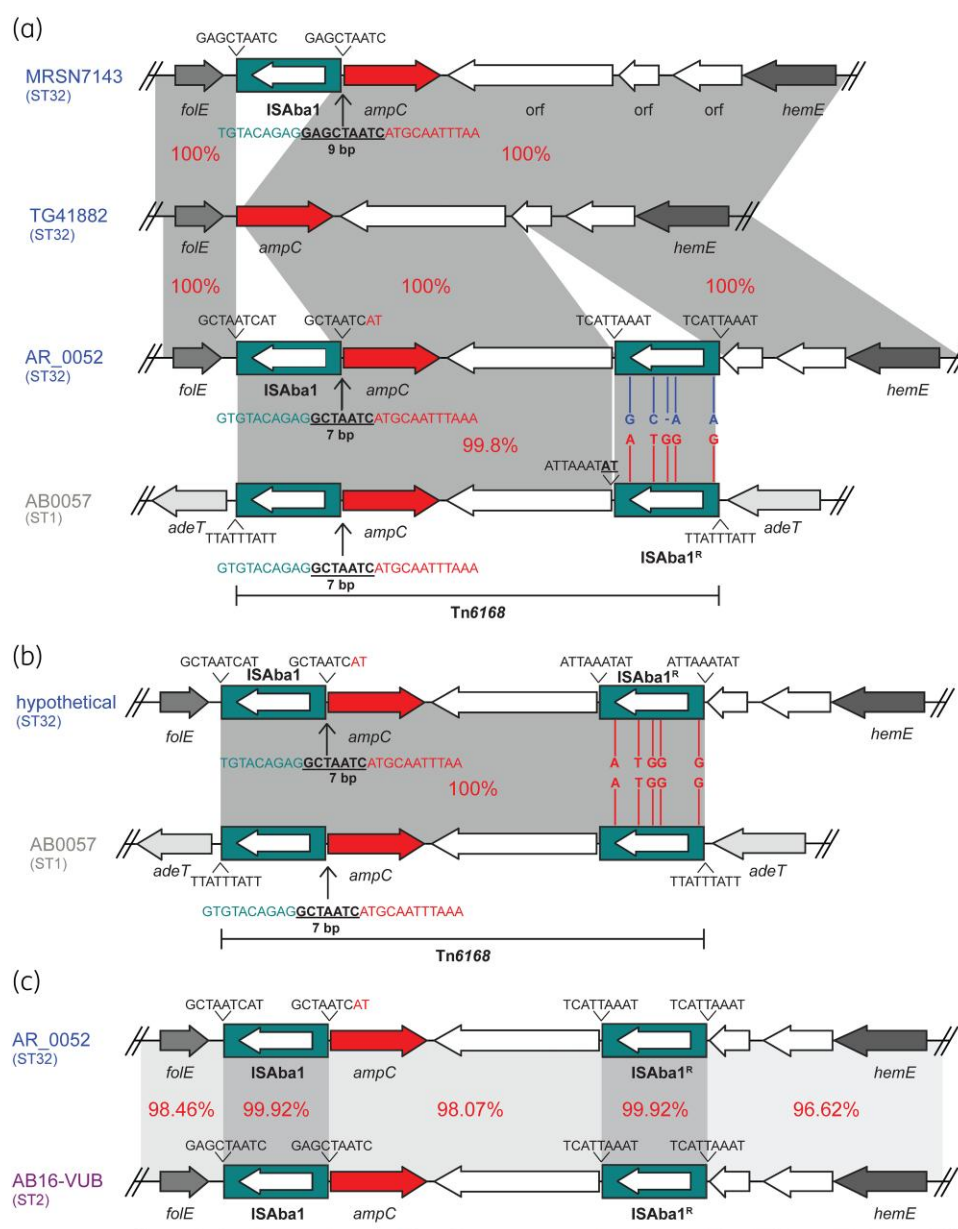 (a)
GAGCTAATC GAGCTAATC
MRSN7143
(ST32)
folE ISAba1 ampC orf orf orf hemE
TGTACAGAGGAGCTAATCATGCAATTTAA
9 bp
100% 100%
TG41882
(ST32)
folE ampC hemE
100% 100% 100%
GCTAATCAT GCTAATCAT TCATTAAAT TCATTAAAT
AR_0052
(ST32)
folE ISAba1 ampC hemE
GTGTACAGAGGCTAATCATGCAATTTAAA
7 bp
G C - A A
99.8%
A T G G G
ATTAAATAT
AB0057
(ST1)
adeT ampC adeT
TTATTTATT TTATTTATT
ISAba1R
GTGTACAGAGGCTAATCATGCAATTTAAA
7 bp
Tn6168
(b)
GCTAATCAT GCTAATCAT ATTAAATAT ATTAAATAT
ISAba1 ISAba1R
hypothetical
(ST32)
folE ampC hemE
TGTACAGAGGCTAATCATGCAATTTAA
7 bp
100%
A T G G G
A T G G G
AB0057
(ST1)
adeT ampC adeT
TTATTTATT TTATTTATT
GTGTACAGAGGCTAATCATGCAATTTAAA
7 bp
Tn6168
(c)
GCTAATCAT GCTAATCAT TCATTAAAT TCATTAAAT
AR_0052
(ST32)
folE ISAba1 ampC ISAba1R hemE
98.46% 99.92% 98.07% 99.92% 96.62%
GAGCTAATC GAGCTAATC TCATTAAAT TCATTAAAT
AB16-VUB
(ST2)
folE ISAba1 ampC ISAba1R hemE